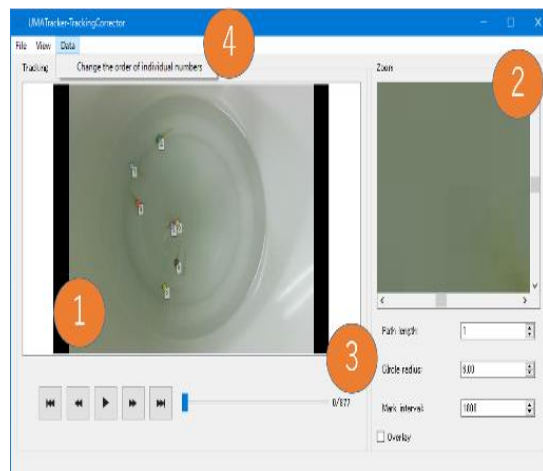 UMATracker-TrackingCorrector
4
File View Data
Change the order of individual numbers
Tracking
Zoom
2
1
3
Path length:
1
Circle radius:
9.00
0/877
Mark interval:
1800
Overlay